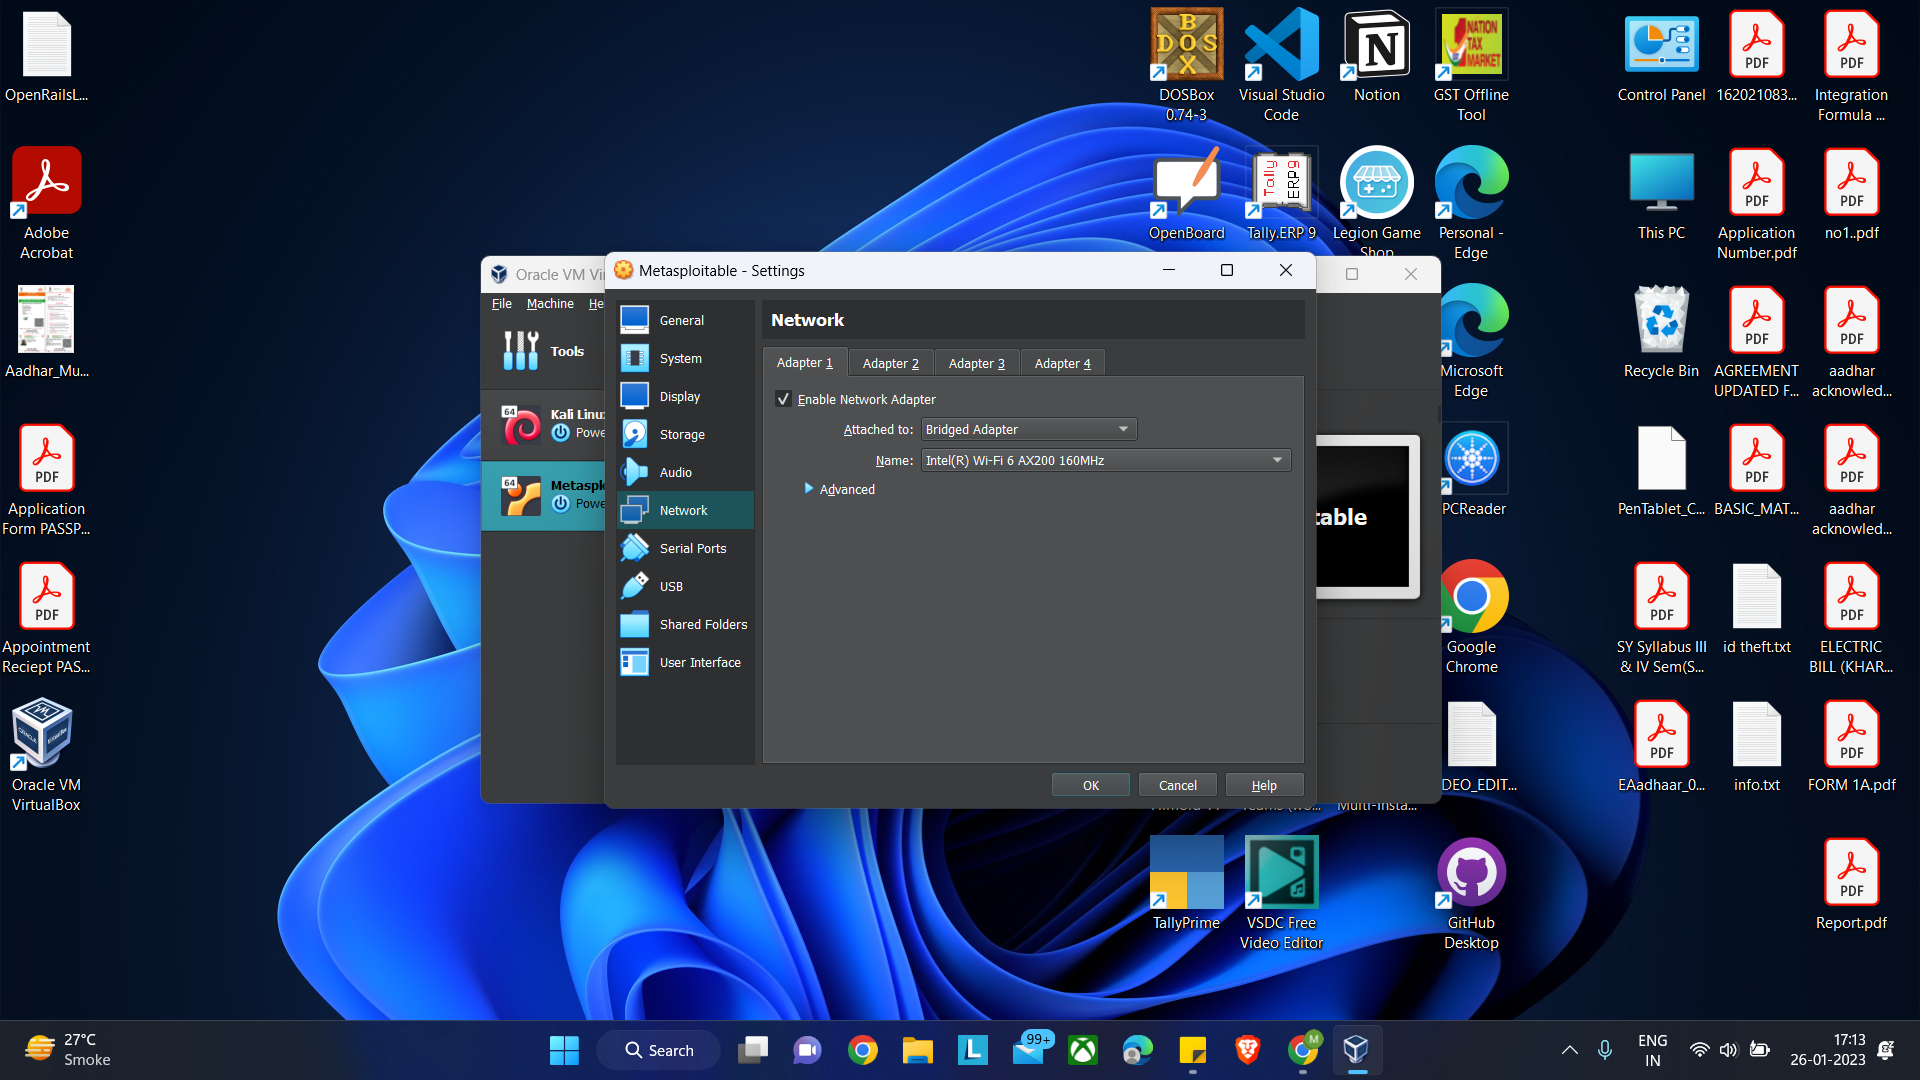 OpenRailsL...
Adobe
Acrobat
Aadhar_Mu...
PDF
Application
Form PASSP...
PDF
Appointment
Reciept PAS...
Oracle VM
VirtualBox
DOSBox
0.74-3
Visual Studio
Code
Notion
NATION
TAX
MARKET
GST Offline
Tool
OpenBoard
Tally
ERP9
Tally.ERP 9
Legion Game
Shop
Personal -
Edge
Microsoft
Edge
PCReader
Google
Chrome
DEO_EDIT...
TallyPrime
VSDC Free
Video Editor
GitHub
Desktop
Control Panel
PDF
162021083...
PDF
Integration
Formula ...
This PC
PDF
Application
Number.pdf
PDF
no1..pdf
Recycle Bin
PDF
AGREEMENT
UPDATED F...
PDF
aadhar
acknowled...
PenTablet_C...
PDF
BASIC_MAT...
PDF
aadhar
acknowled...
PDF
SY Syllabus III
& IV Sem(S...
id theft.txt
PDF
ELECTRIC
BILL (KHAR...
PDF
EAadhaar_0...
info.txt
PDF
FORM 1A.pdf
PDF
Report.pdf
Oracle VM Vi
File Machine He
Tools
64
Kali Linu
Powe
64
Metaspl
Powe
table
Metasploitable - Settings
General
System
Display
Storage
Audio
Network
Serial Ports
USB
Shared Folders
User Interface
Network
Adapter 1
Adapter 2
Adapter 3
Adapter 4
Enable Network Adapter
Attached to: Bridged Adapter
Name: Intel(R) Wi-Fi 6 AX200 160MHz
Advanced
OK
Cancel
Help
27°C
Smoke
Search
L
99+
M
ENG
IN
17:13
26-01-2023